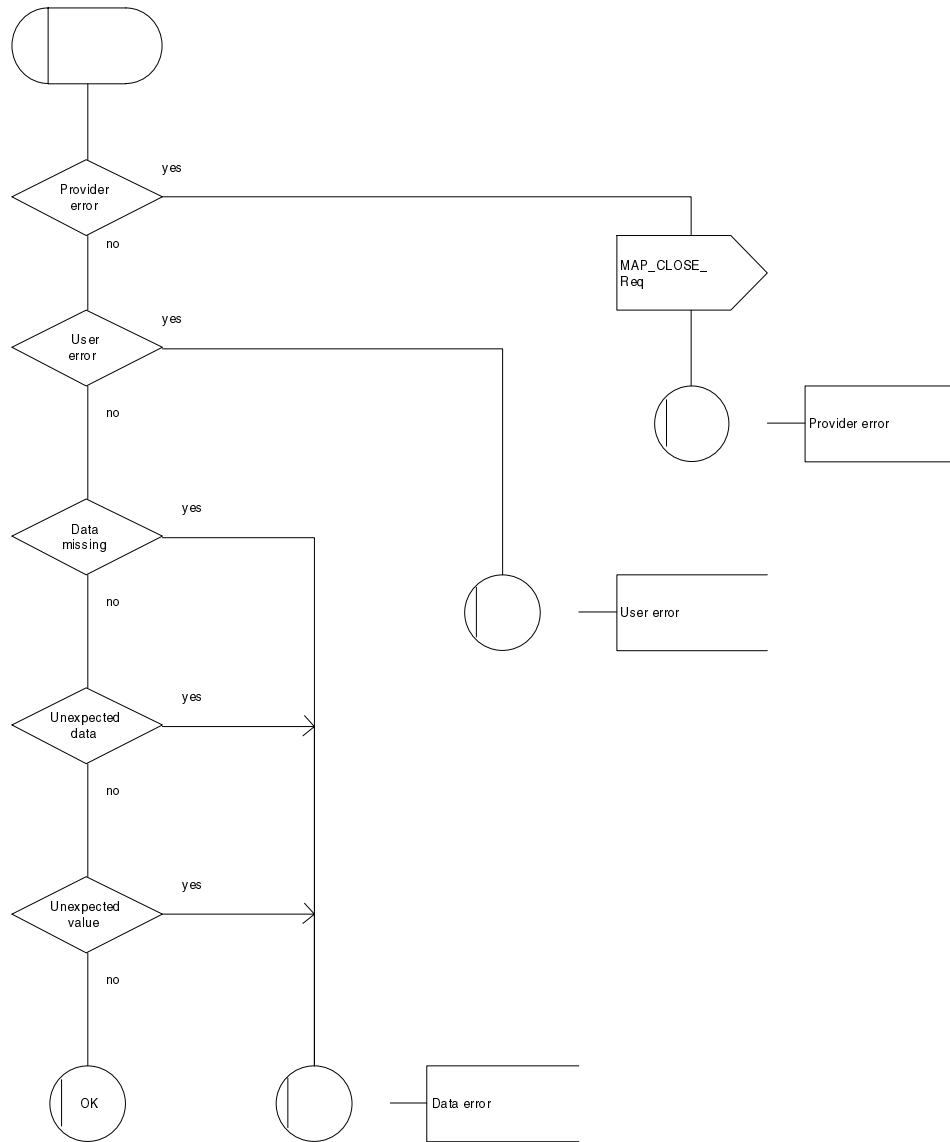 yes
Provider
error
no
MAP_CLOSE_
Req
yes
User
error
no
Provider error
yes
Data
missing
no
User error
yes
Unexpected
data
no
yes
Unexpected
value
no
OK
Data error